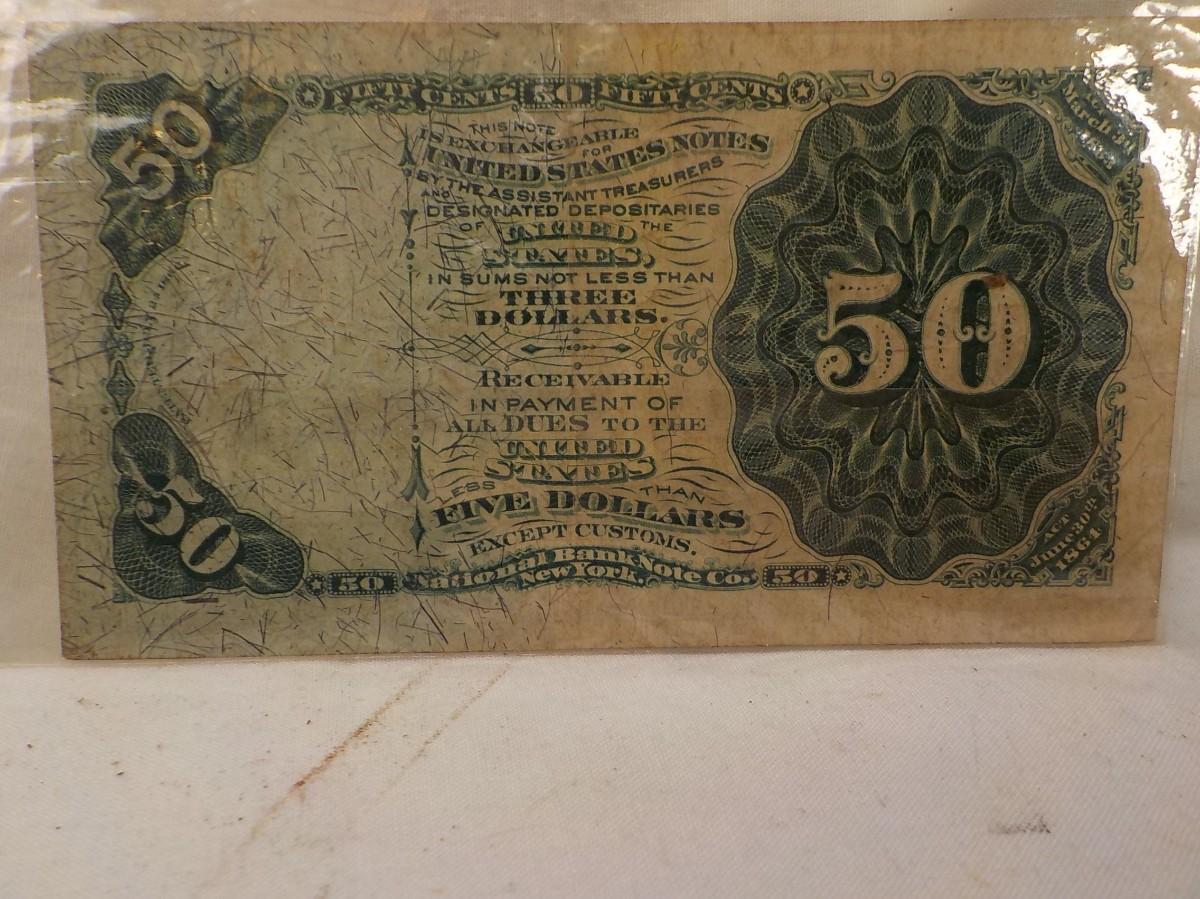 FIFTY CENTS 50 FIFTY CENTS
50
Act
March 3rd
THIS NOTE
IS EXCHANGEABLE
FOR
UNITED STATES NOTES
BY THE ASSISTANT TREASURERS
AND
DESIGNATED DEPOSITARIES
OF THE
UNITED
STATES,
IN SUMS NOT LESS THAN
THREE
DOLLARS.
50
RECEIVABLE
IN PAYMENT OF
ALL DUES TO THE
UNITED
STATES
LESS THAN
FIVE DOLLARS
EXCEPT CUSTOMS.
50
Act
June 30th
1864
50 National Bank Note Co. 50
New York.